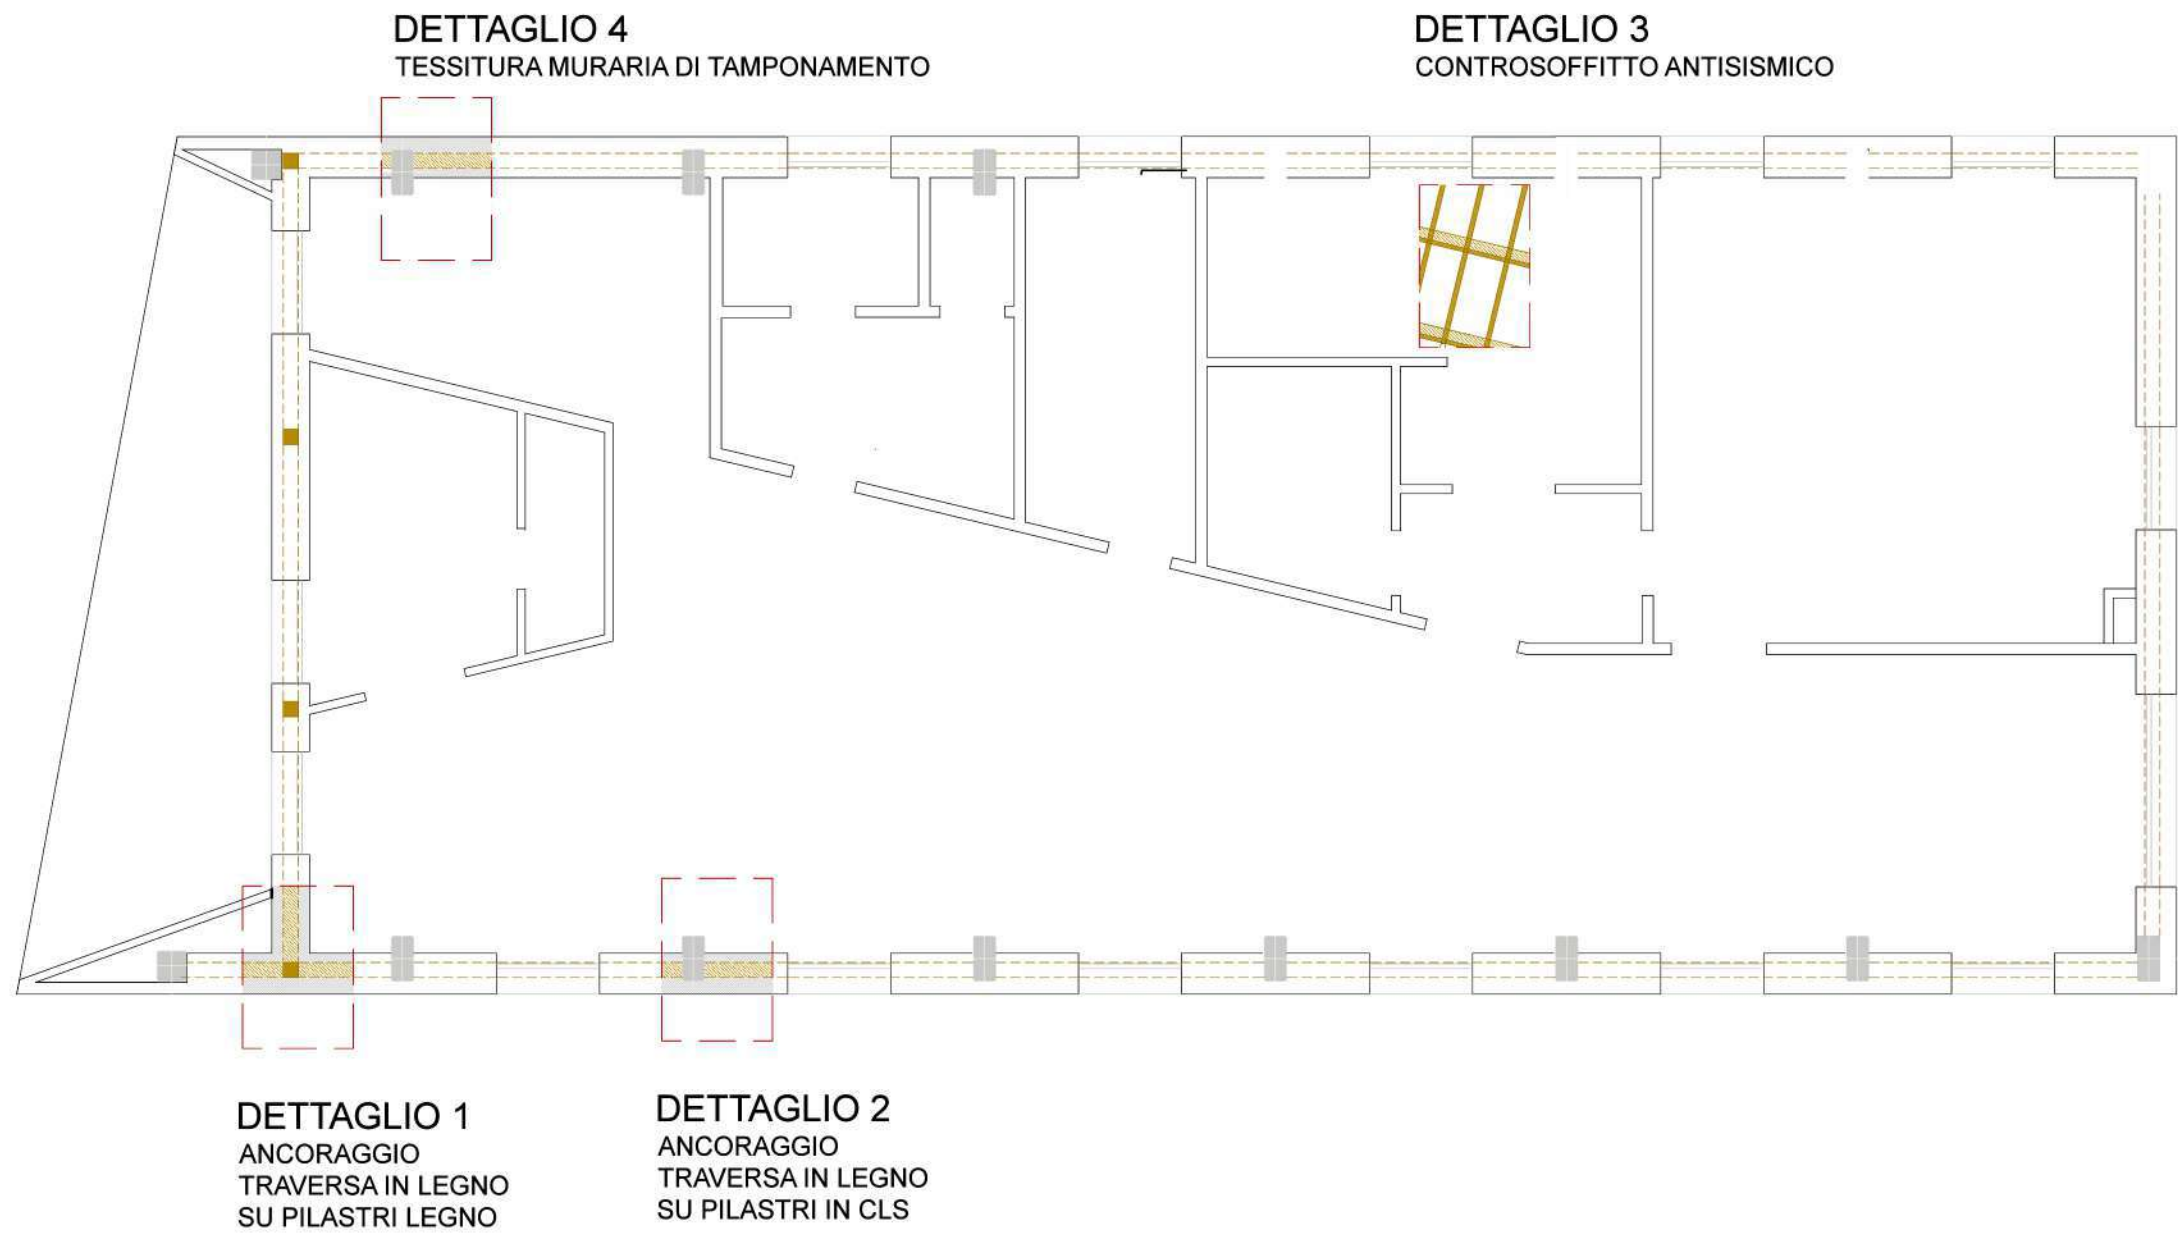 DETTAGLIO 4
TESSITURA MURARIA DI TAMPONAMENTO
DETTAGLIO 3
CONTROSOFFITTO ANTISISMICO
DETTAGLIO 1
ANCORAGGIO
TRAVERSA IN LEGNO
SU PILASTRI LEGNO
DETTAGLIO 2
ANCORAGGIO
TRAVERSA IN LEGNO
SU PILASTRI IN CLS